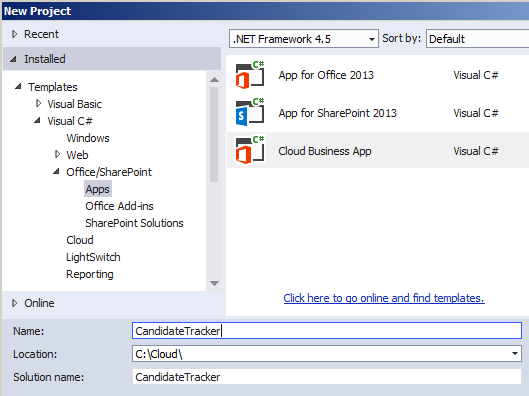 New Project
Recent
.NET Framework 4.5 Sort by: Default
Installed
Templates
Visual Basic
Visual C#
Windows
Web
Office/SharePoint
Apps
Office Add-ins
SharePoint Solutions
Cloud
LightSwitch
Reporting
Online
C# App for Office 2013 Visual C#
C# App for SharePoint 2013 Visual C#
C# Cloud Business App Visual C#
Click here to go online and find templates.
Name: CandidateTracker
Location: C:\Cloud\
Solution name: CandidateTracker